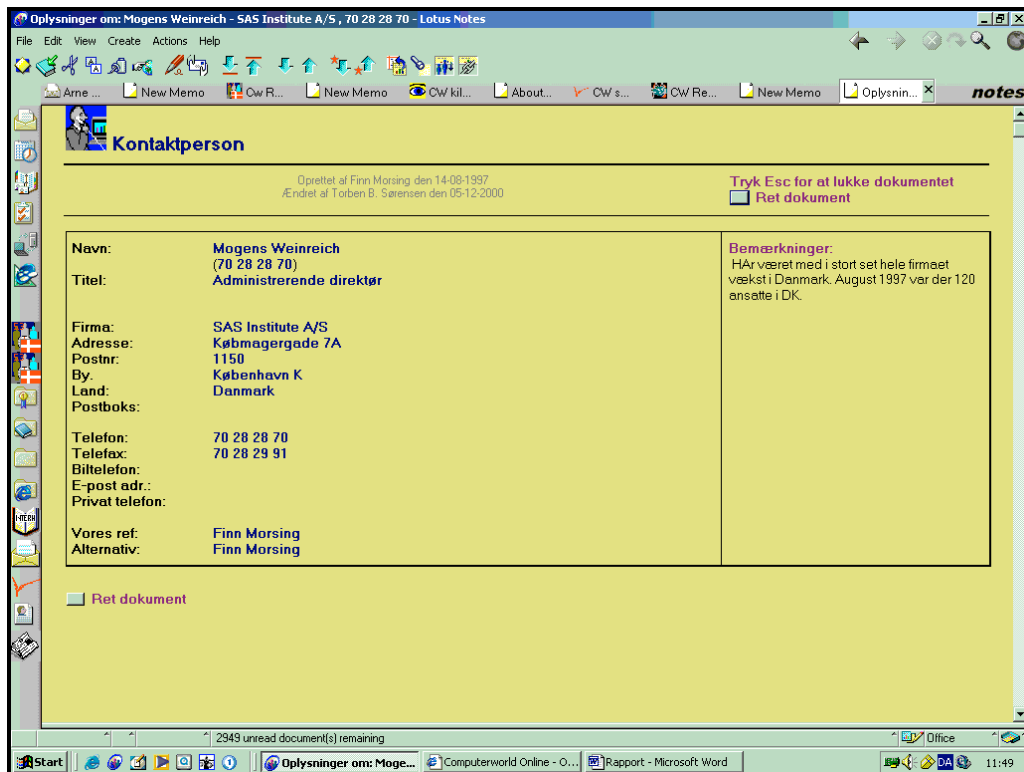 Oplysninger om: Mogens Weinreich - SAS Institute A/S , 70 28 28 70 - Lotus Notes
File Edit View Create Actions Help
Arne ... New Memo Cw R... New Memo CW kil... About... CW s... CW Re... New Memo Oplysnin... notes
Kontaktperson
Oprettet af Finn Morsing den 14-08-1997
Ændret af Torben B. Sørensen den 05-12-2000
Tryk Esc for at lukke dokumentet
Ret dokument
Navn: Mogens Weinreich
(70 28 28 70)
Titel: Administrerende direktør
Firma: SAS Institute A/S
Adresse: Købmagergade 7A
Postnr: 1150
By. København K
Land: Danmark
Postboks:
Telefon: 70 28 28 70
Telefax: 70 28 29 91
Biltelefon:
E-post adr.:
Privat telefon:
Vores ref: Finn Morsing
Alternativ: Finn Morsing
Bemærkninger:
HAr været med i stort set hele firmaet
vækst i Danmark. August 1997 var der 120
ansatte i DK.
Ret dokument
2949 unread document(s) remaining Office
Start Oplysninger om: Moge... Computerworld Online - O... Rapport - Microsoft Word DA 11:49